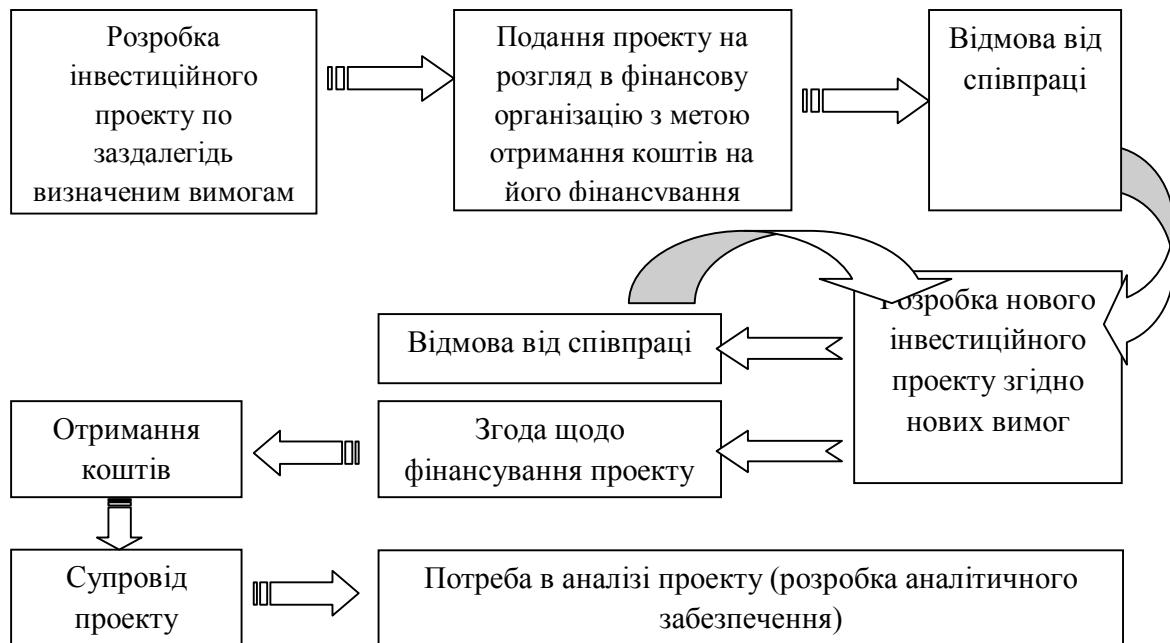 Розробка
інвестиційного
проекту по
заздалегідь
визначеним вимогам
Подання проекту на
розгляд в фінансову
організацію з метою
отримання коштів на
його фінансування
Відмова від
співпраці
Розробка нового
інвестиційного
проекту згідно
нових вимог
Відмова від співпраці
Згода щодо
фінансування проекту
Отримання
коштів
Супровід
проекту
Потреба в аналізі проекту (розробка аналітичного
забезпечення)